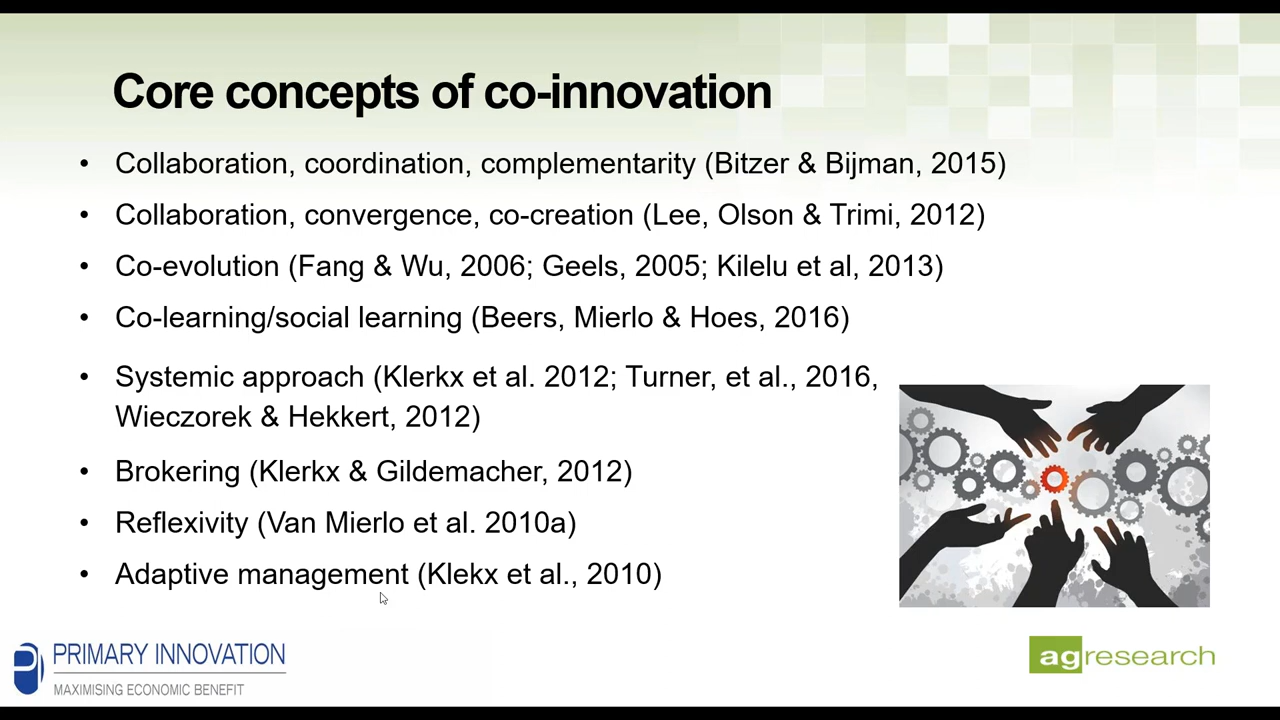 Core concepts of co-innovation
• Collaboration, coordination, complementarity (Bitzer & Bijman, 2015)
• Collaboration, convergence, co-creation (Lee, Olson & Trimi, 2012)
• Co-evolution (Fang & Wu, 2006; Geels, 2005; Kilelu et al, 2013)
• Co-learning/social learning (Beers, Mierlo & Hoes, 2016)
• Systemic approach (Klerkx et al. 2012; Turner, et al., 2016,
Wieczorek & Hekkert, 2012)
• Brokering (Klerkx & Gildemacher, 2012)
• Reflexivity (Van Mierlo et al. 2010a)
• Adaptive management (Klekx et al., 2010)
PRIMARY INNOVATION
MAXIMISING ECONOMIC BENEFIT
agresearch